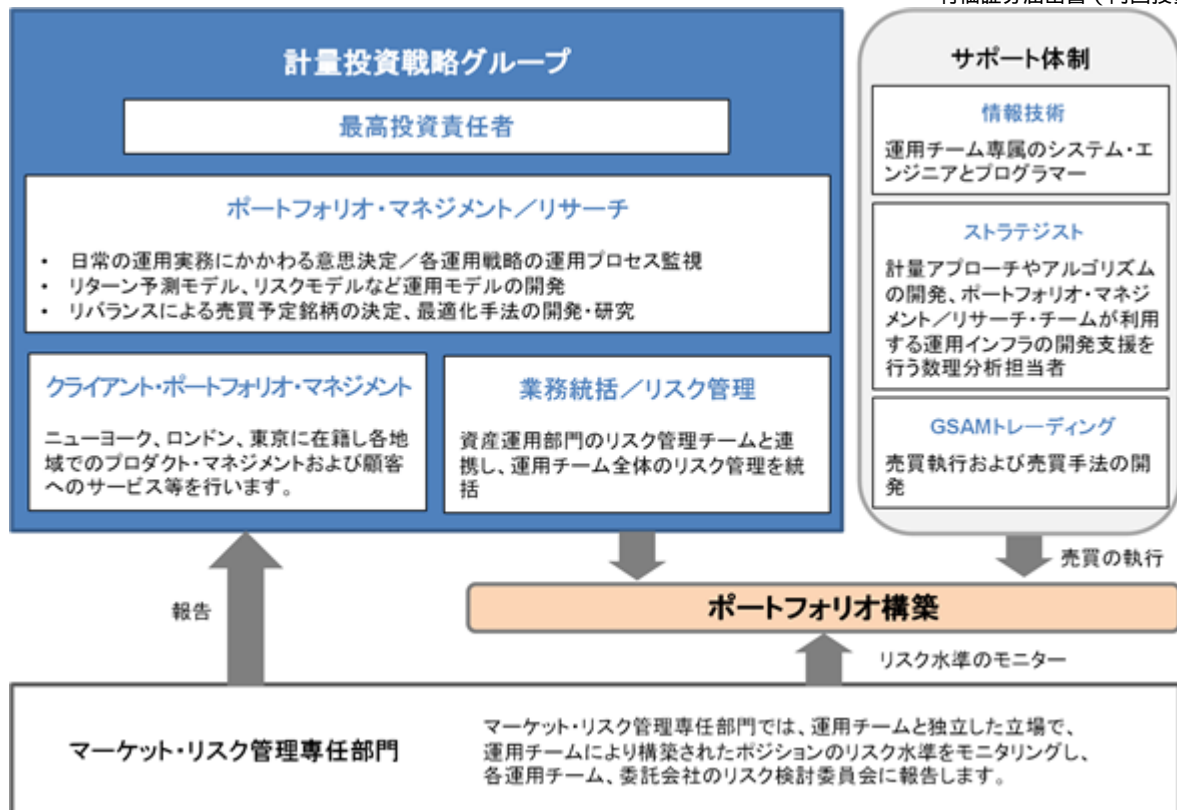 計量投資戦略グループ
最高投資責任者
ポートフォリオ・マネジメント／リサーチ
• 日常の運用実務にかかわる意思決定／各運用戦略の運用プロセス監視
• リターン予測モデル、リスクモデルなど運用モデルの開発
• リバランスによる売買予定銘柄の決定、最適化手法の開発・研究
クライアント・ポートフォリオ・マネジメント
ニューヨーク、ロンドン、東京に在籍し各地
域でのプロダクト・マネジメントおよび顧客
へのサービス等を行います。
業務統括／リスク管理
資産運用部門のリスク管理チームと連
携し、運用チーム全体のリスク管理を統
括
サポート体制
情報技術
運用チーム専属のシステム・エ
ンジニアとプログラマー
ストラテジスト
計量アプローチやアルゴリズム
の開発、ポートフォリオ・マネジ
メント／リサーチ・チームが利用
する運用インフラの開発支援を
行う数理分析担当者
GSAMトレーディング
売買執行および売買手法の開
発
売買の執行
報告
ポートフォリオ構築
リスク水準のモニター
マーケット・リスク管理専任部門
マーケット・リスク管理専任部門では、運用チームと独立した立場で、
運用チームにより構築されたポジションのリスク水準をモニタリングし、
各運用チーム、委託会社のリスク検討委員会に報告します。